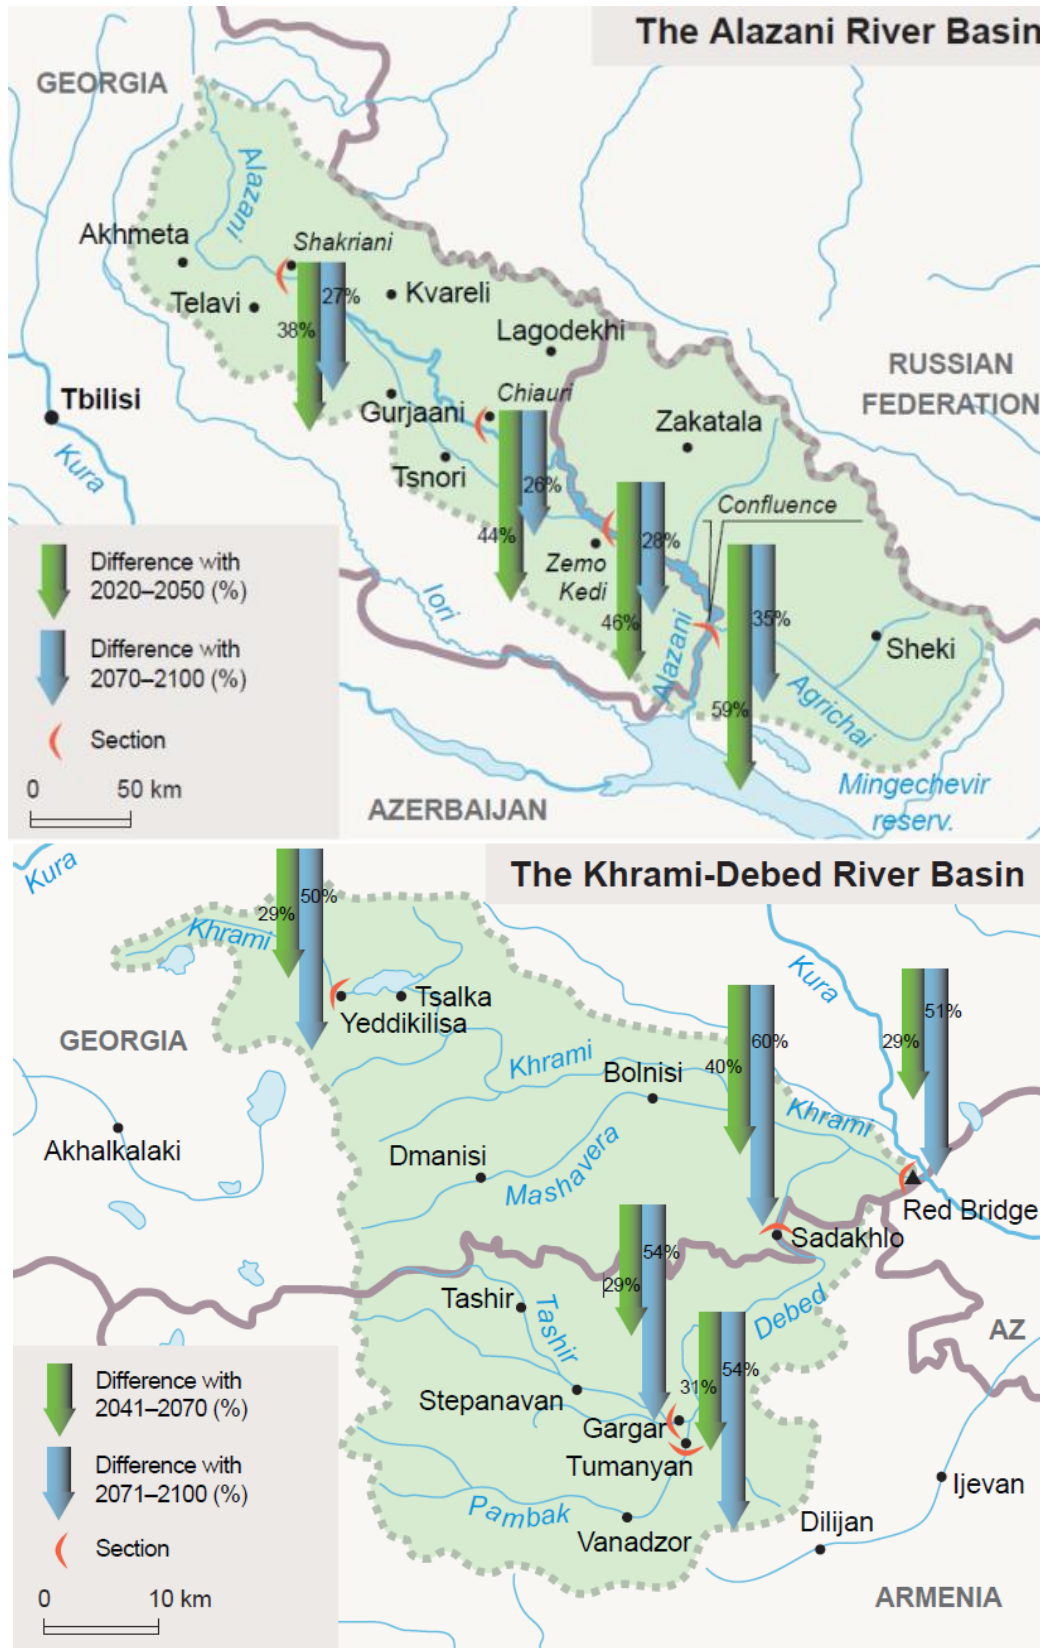 The Alazani River Basin
GEORGIA
Alazani
Akhmeta
Shakriani
Telavi
27%
38%
Kvareli
Lagodekhi
RUSSIAN
FEDERATION
Tbilisi
Kura
Gurjaani
Chiauri
Zakatala
Tsnori
26%
44%
Confluence
28%
Zemo
Kedi
46%
35%
Iori
Alazani
Sheki
59%
Agrichai
Difference with
2020–2050 (%)
Difference with
2070–2100 (%)
Section
0 50 km
AZERBAIJAN
Mingechevir
reserv.
The Khrami-Debed River Basin
Kura
50%
29%
Khrami
Kura
Tsalka
Yeddikilisa
51%
29%
GEORGIA
60%
40%
Khrami
Bolnisi
Khrami
Akhalkalaki
Dmanisi
Mashavera
Red Bridge
Sadakhlo
54%
29%
Tashir
Tashir
Debed
AZ
54%
31%
Stepanavan
Gargar
Tumanyan
Pambak
Vanadzor
Ijevan
Dilijan
ARMENIA
Difference with
2041–2070 (%)
Difference with
2071–2100 (%)
Section
0 10 km